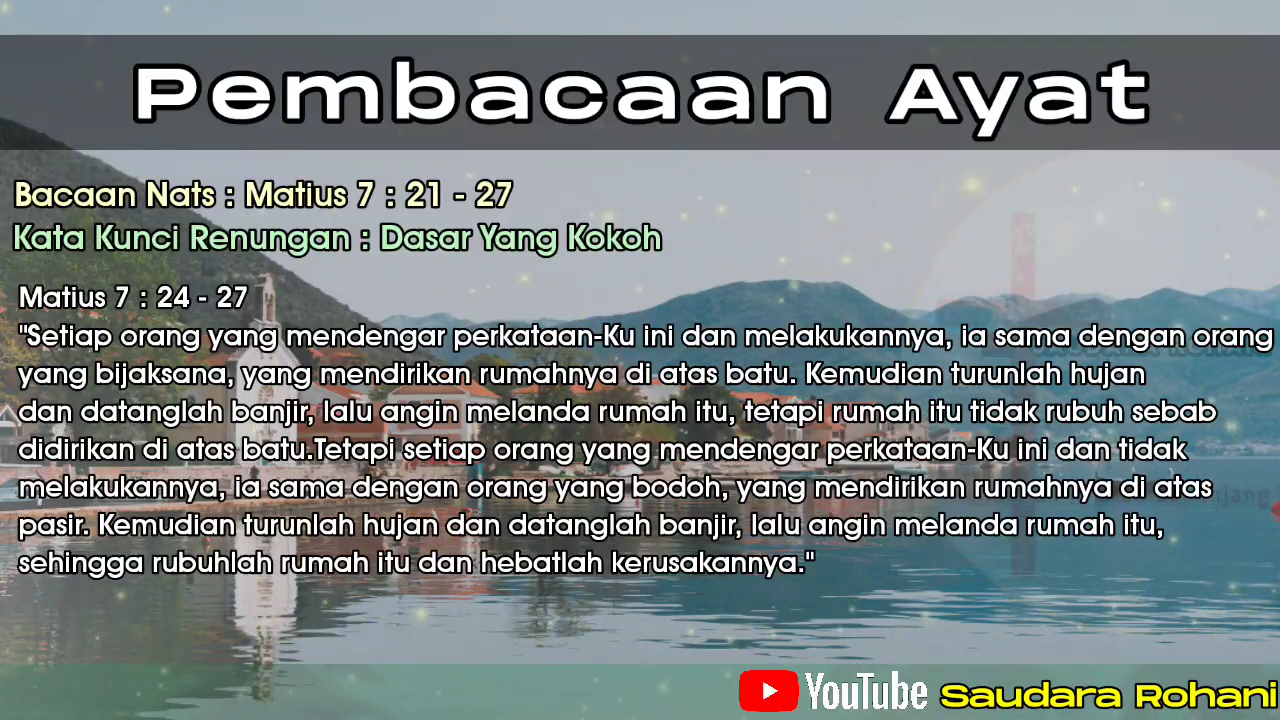 Pembacaan Ayat
Bacaan Nats : Matius 7 : 21 - 27
Kata Kunci Renungan : Dasar Yang Kokoh
Matius 7 : 24 - 27
"Setiap orang yang mendengar perkataan-Ku ini dan melakukannya, ia sama dengan orang
yang bijaksana, yang mendirikan rumahnya di atas batu. Kemudian turunlah hujan
dan datanglah banjir, lalu angin melanda rumah itu, tetapi rumah itu tidak rubuh sebab
didirikan di atas batu.Tetapi setiap orang yang mendengar perkataan-Ku ini dan tidak
melakukannya, ia sama dengan orang yang bodoh, yang mendirikan rumahnya di atas
pasir. Kemudian turunlah hujan dan datanglah banjir, lalu angin melanda rumah itu,
sehingga rubuhlah rumah itu dan hebatlah kerusakannya."
YouTube Saudara Rohani